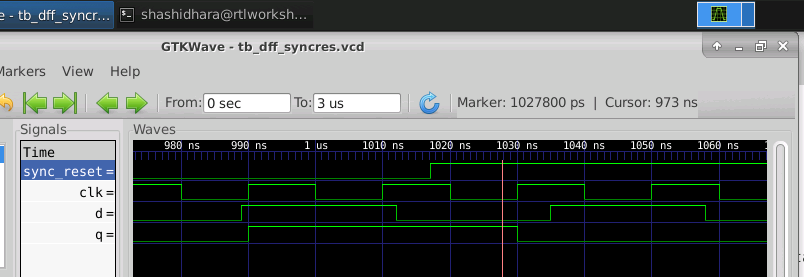 e - tb_dff_syncr... shashidhara@rtlworksh...
GTKWave - tb_dff_syncres.vcd
Markers View Help
From: 0 sec To: 3 us Marker: 1027800 ps | Cursor: 973 ns
Signals Waves
Time 980 ns 990 ns 1 us 1010 ns 1020 ns 1030 ns 1040 ns 1050 ns 1060 ns
sync_reset =
clk =
d =
q =